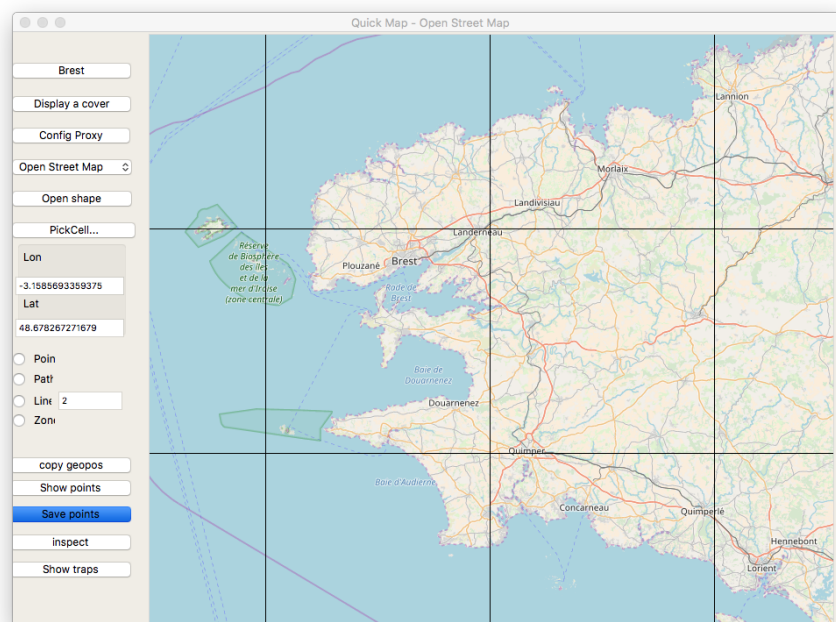 Quick Map - Open Street Map
Brest
Display a cover
Config Proxy
Open Street Map
Open shape
PickCell...
Lon
-3.1585693359375
Lat
48.678267271679
Poin
Path
Line 2
Zone
copy geopos
Show points
Save points
inspect
Show traps
Lannion
Morlaix
Landivisiau
Landerneau
Réserve
de Biosphère
des îles
et de la
mer d'Iroise
(zone centrale)
Plouzané
Brest
Rade de
Brest
Baie de
Douarnenez
Douarnenez
Quimper
Baie d'Audierne
Concarneau
Quimperlé
Hennebont
Lorient